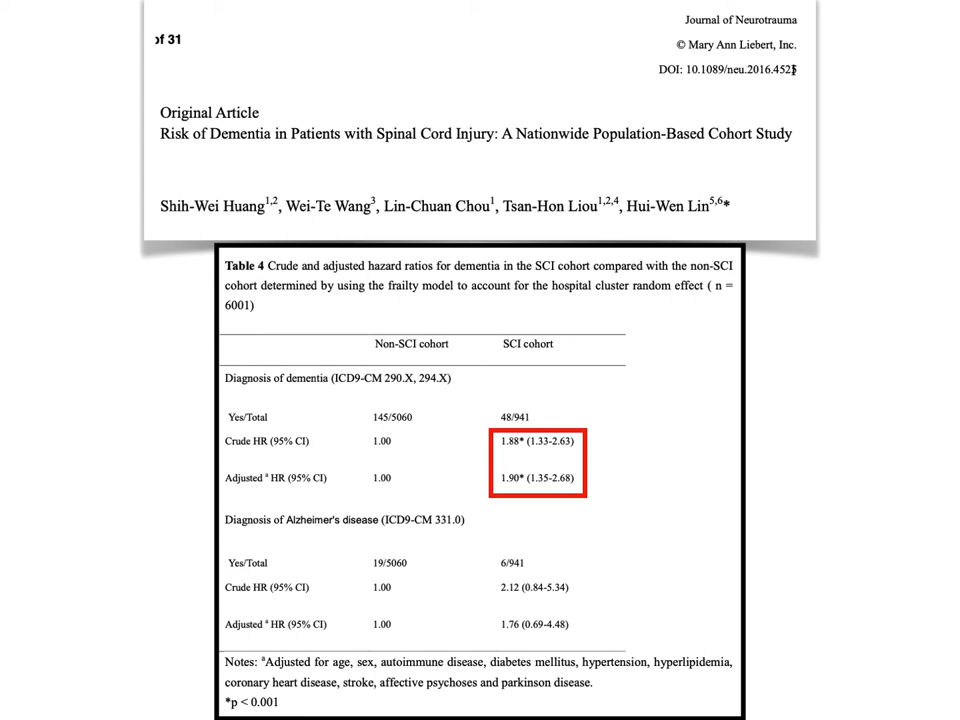 Journal of Neurotrauma
of 31
© Mary Ann Liebert, Inc.
DOI: 10.1089/neu.2016.4525
Original Article
Risk of Dementia in Patients with Spinal Cord Injury: A Nationwide Population-Based Cohort Study
Shih-Wei Huang1,2, Wei-Te Wang3, Lin-Chuan Chou1, Tsan-Hon Liou1,2,4, Hui-Wen Lin5,6*
Table 4 Crude and adjusted hazard ratios for dementia in the SCI cohort compared with the non-SCI
cohort determined by using the frailty model to account for the hospital cluster random effect ( n =
6001)
Non-SCI cohort SCI cohort
Diagnosis of dementia (ICD9-CM 290.X, 294.X)
Yes/Total 145/5060 48/941
Crude HR (95% CI) 1.00 1.88* (1.33-2.63)
Adjusted a HR (95% CI) 1.00 1.90* (1.35-2.68)
Diagnosis of Alzheimer's disease (ICD9-CM 331.0)
Yes/Total 19/5060 6/941
Crude HR (95% CI) 1.00 2.12 (0.84-5.34)
Adjusted a HR (95% CI) 1.00 1.76 (0.69-4.48)
Notes: aAdjusted for age, sex, autoimmune disease, diabetes mellitus, hypertension, hyperlipidemia,
coronary heart disease, stroke, affective psychoses and parkinson disease.
*p < 0.001